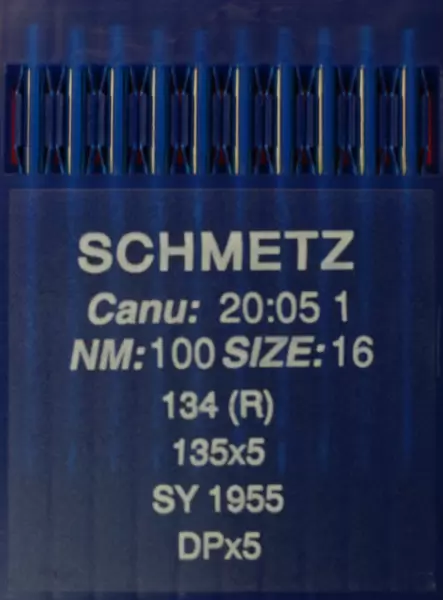 SCHMETZ
Canu: 20:05 1
NM:100 SIZE:16
134 (R)
135x5
SY 1955
DPx5